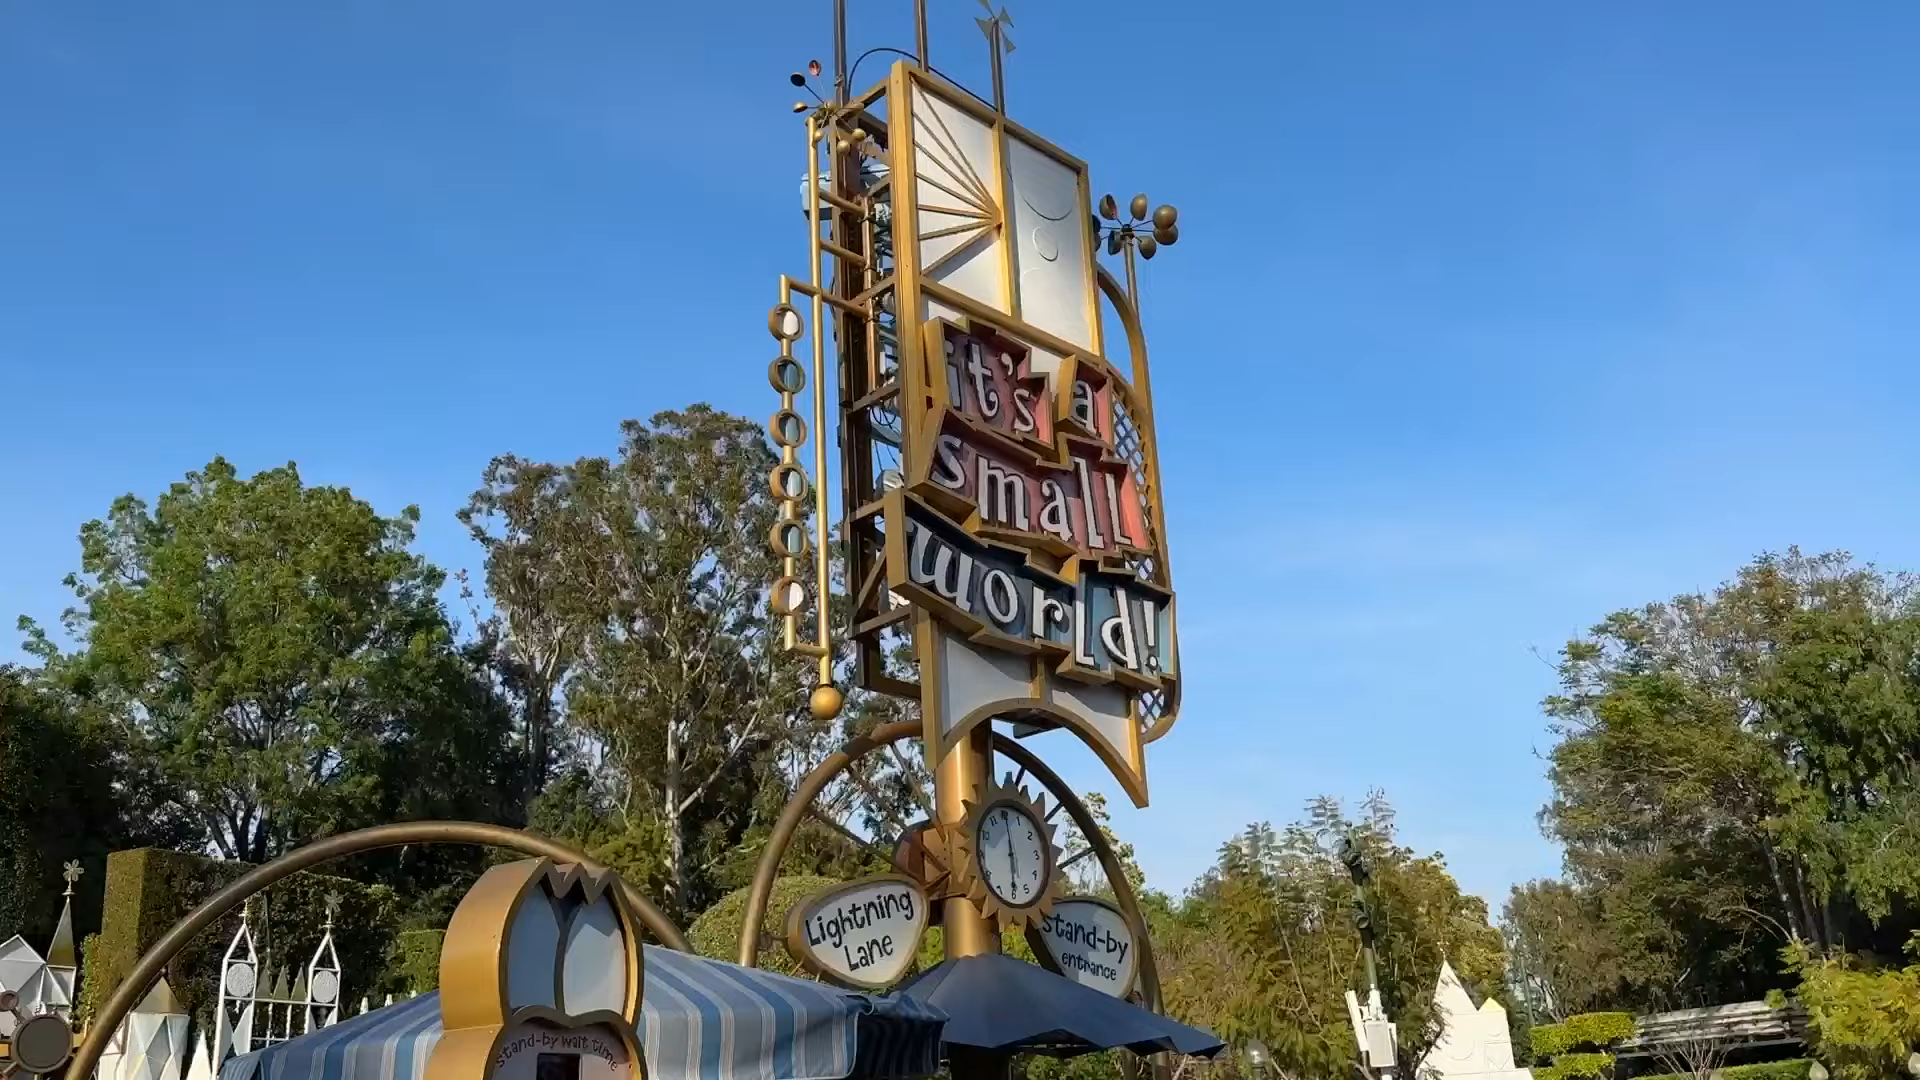 it's a
small
world!
Lightning
Lane
Stand-by
entrance
Stand-by wait time